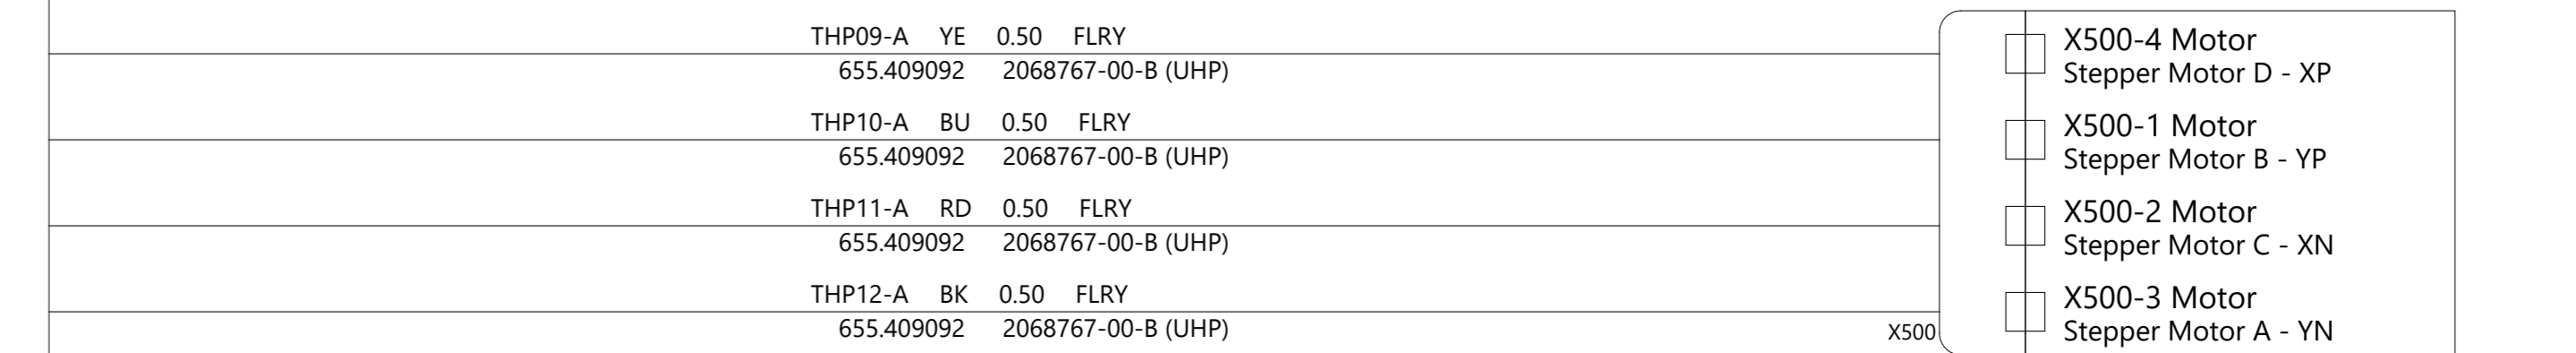 THP09-A YE 0.50 FLRY
655.409092 2068767-00-B (UHP)
X500-4 Motor
Stepper Motor D - XP
THP10-A BU 0.50 FLRY
655.409092 2068767-00-B (UHP)
X500-1 Motor
Stepper Motor B - YP
THP11-A RD 0.50 FLRY
655.409092 2068767-00-B (UHP)
X500-2 Motor
Stepper Motor C - XN
THP12-A BK 0.50 FLRY
655.409092 2068767-00-B (UHP)
X500
X500-3 Motor
Stepper Motor A - YN